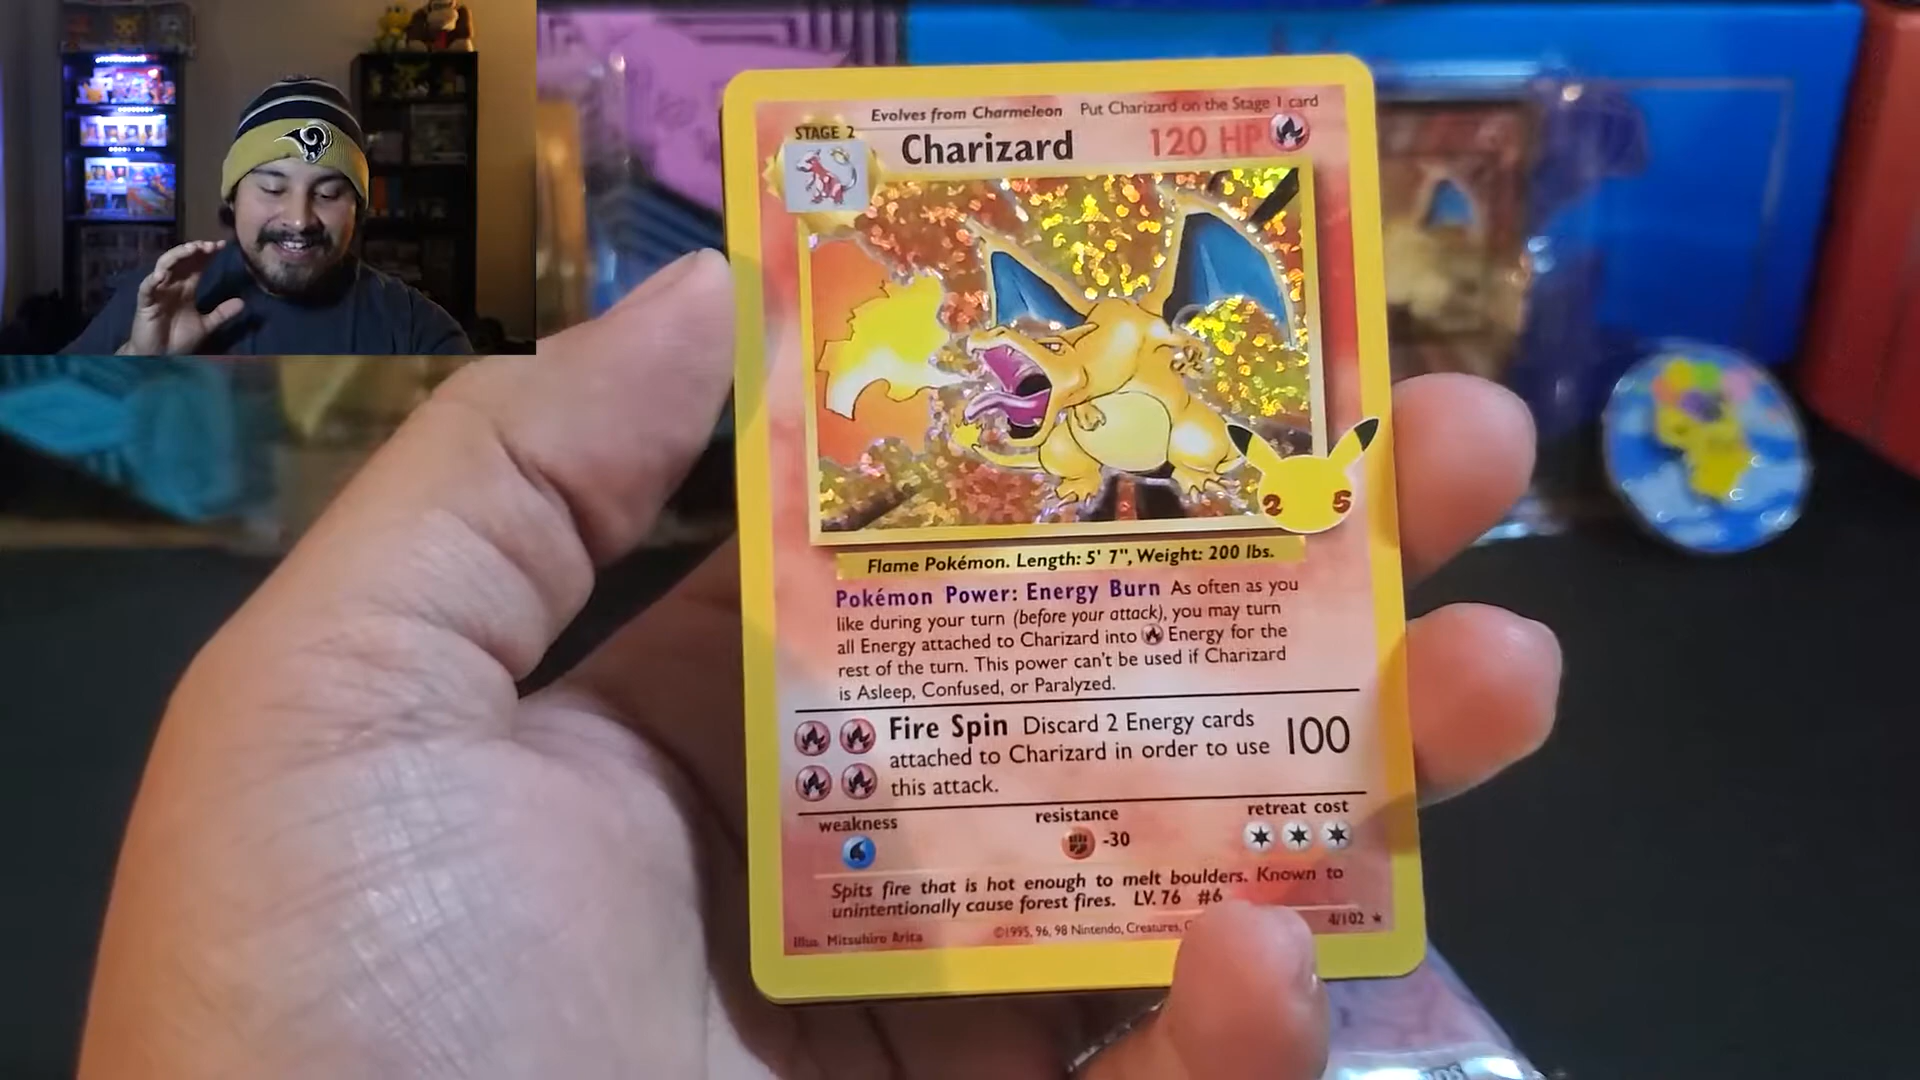 Evolves from Charmeleon Put Charizard on the Stage 1 card
STAGE 2
Charizard 120 HP
2 5
Flame Pokémon. Length: 5' 7", Weight: 200 lbs.
Pokémon Power: Energy Burn As often as you
like during your turn (before your attack), you may turn
all Energy attached to Charizard into Energy for the
rest of the turn. This power can't be used if Charizard
is Asleep, Confused, or Paralyzed.
Fire Spin Discard 2 Energy cards
attached to Charizard in order to use 100
this attack.
weakness resistance retreat cost
-30
Spits fire that is hot enough to melt boulders. Known to
unintentionally cause forest fires. LV. 76 #6
Illus. Mitsuhiro Arita ©1995, 96, 98 Nintendo, Creatures, 4/102